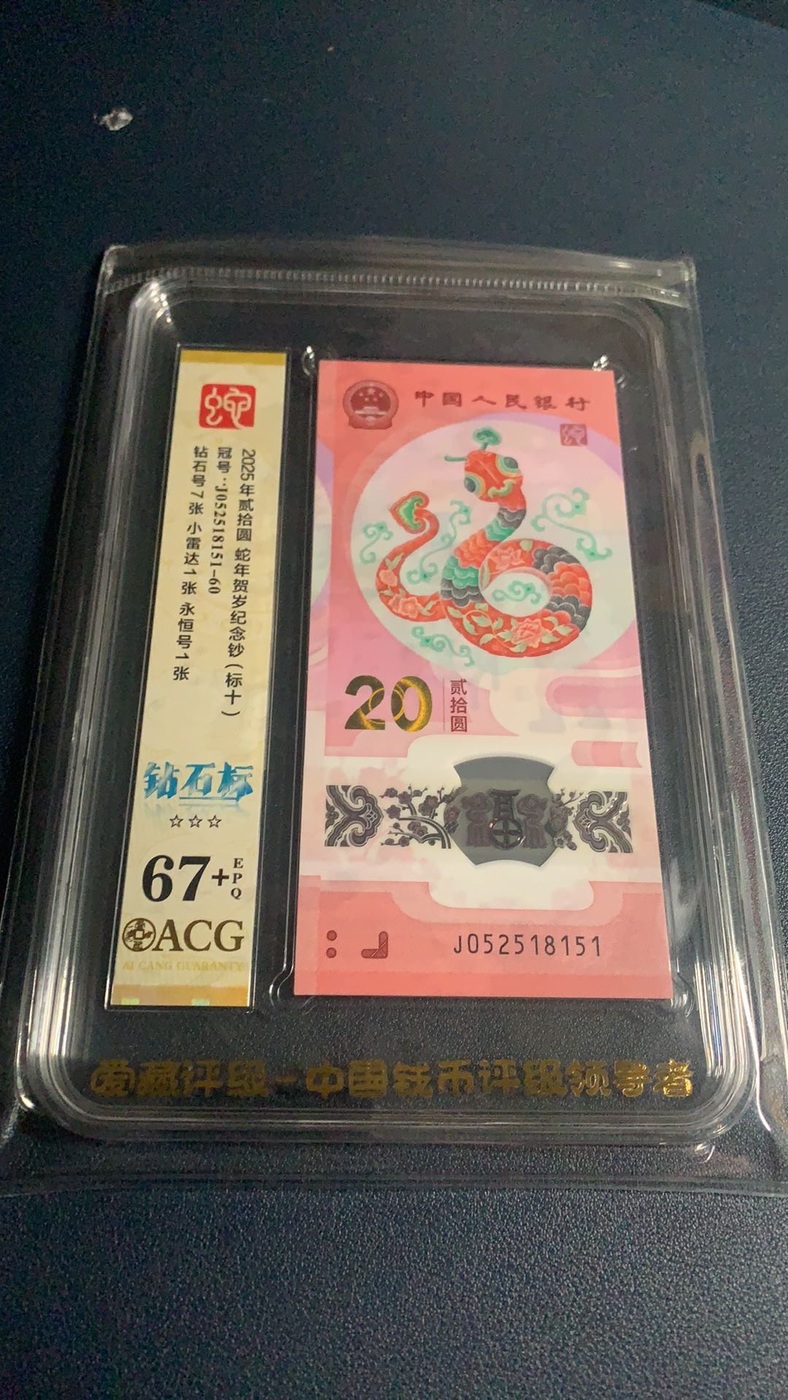 蛇
2025年贰拾圆 蛇年贺岁纪念钞(标十)
冠号:J052518151-60
钻石号7张 小雷达1张 永恒号1张
钻石标
☆☆☆
67+EPQ
ACG
AI CANG GUARANTY
中国人民银行
蛇
20
贰拾圆
J052518151
爱藏评级-中国钱币评级领导者